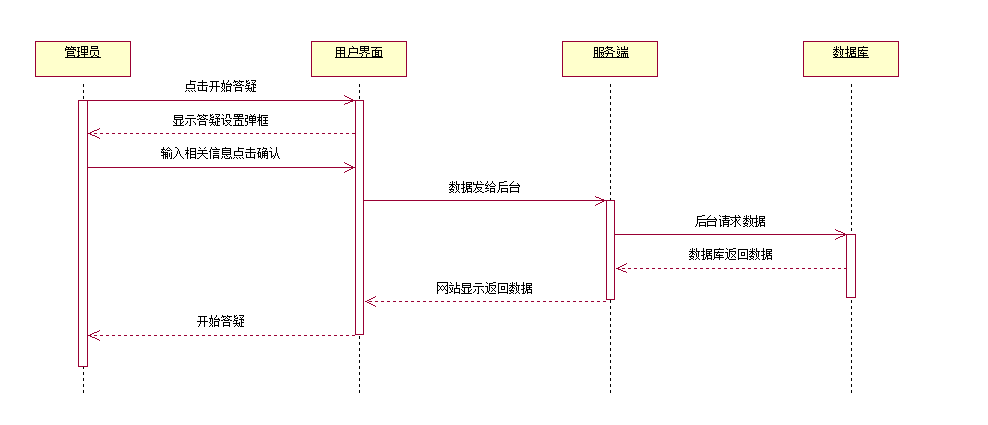 管理员
用户界面
服务端
数据库
点击开始答疑
显示答疑设置弹框
输入相关信息点击确认
数据发给后台
后台请求数据
数据库返回数据
网站显示返回数据
开始答疑